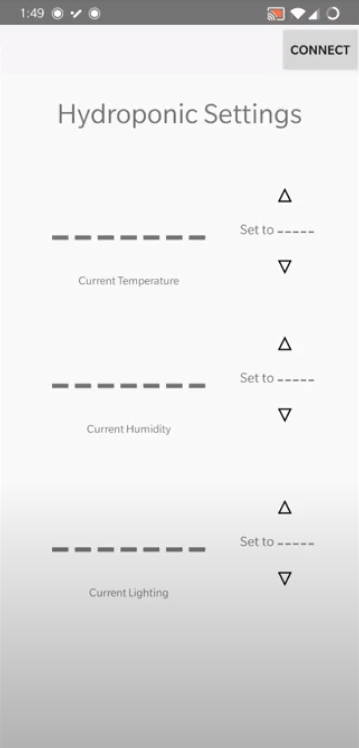 1:49
CONNECT
Hydroponic Settings
_ _ _ _ _ _ _
Set to -----
Current Temperature
_ _ _ _ _ _ _
Set to -----
Current Humidity
_ _ _ _ _ _ _
Set to -----
Current Lighting